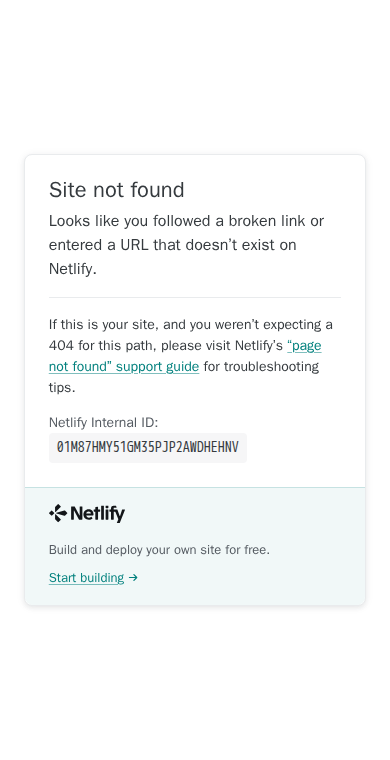 Site not found
Looks like you followed a broken link or
entered a URL that doesn’t exist on
Netlify.
If this is your site, and you weren’t expecting a
404 for this path, please visit Netlify’s “page
not found” support guide for troubleshooting
tips.
Netlify Internal ID:
01M87HMY51GM35PJP2AWDHEHNV
Netlify
Build and deploy your own site for free.
Start building →